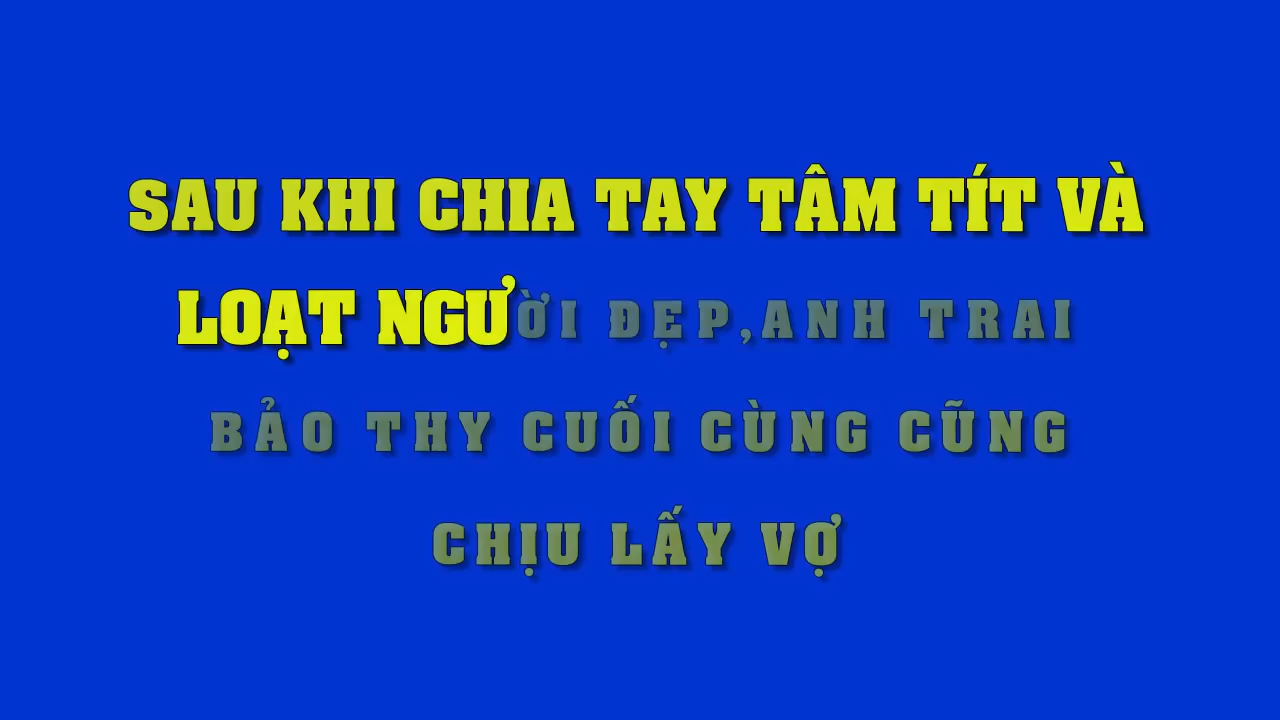 SAU KHI CHIA TAY TÂM TÍT VÀ
LOẠT NGƯỜI ĐẸP,ANH TRAI
BẢO THY CUỐI CÙNG CŨNG
CHỊU LẤY VỢ